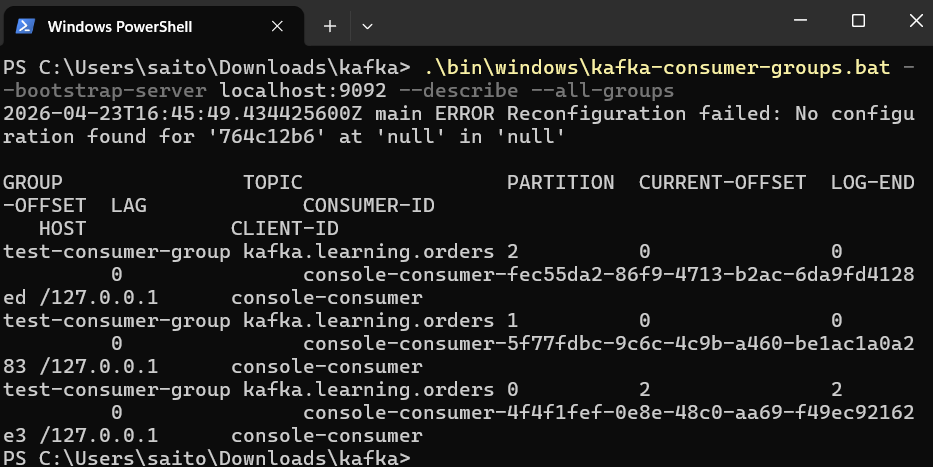 Windows PowerShell
PS C:\Users\saito\Downloads\kafka> .\bin\windows\kafka-consumer-groups.bat -
-bootstrap-server localhost:9092 --describe --all-groups
2026-04-23T16:45:49.434425600Z main ERROR Reconfiguration failed: No configu
ration found for '764c12b6' at 'null' in 'null'
GROUP                TOPIC                 PARTITION  CURRENT-OFFSET  LOG-END
-OFFSET  LAG             CONSUMER-ID
   HOST            CLIENT-ID
test-consumer-group kafka.learning.orders 2          0               0
         0               console-consumer-fec55da2-86f9-4713-b2ac-6da9fd4128
ed /127.0.0.1      console-consumer
test-consumer-group kafka.learning.orders 1          0               0
         0               console-consumer-5f77fdbc-9c6c-4c9b-a460-be1ac1a0a2
83 /127.0.0.1      console-consumer
test-consumer-group kafka.learning.orders 0          2               2
         0               console-consumer-4f4f1fef-0e8e-48c0-aa69-f49ec92162
e3 /127.0.0.1      console-consumer
PS C:\Users\saito\Downloads\kafka>